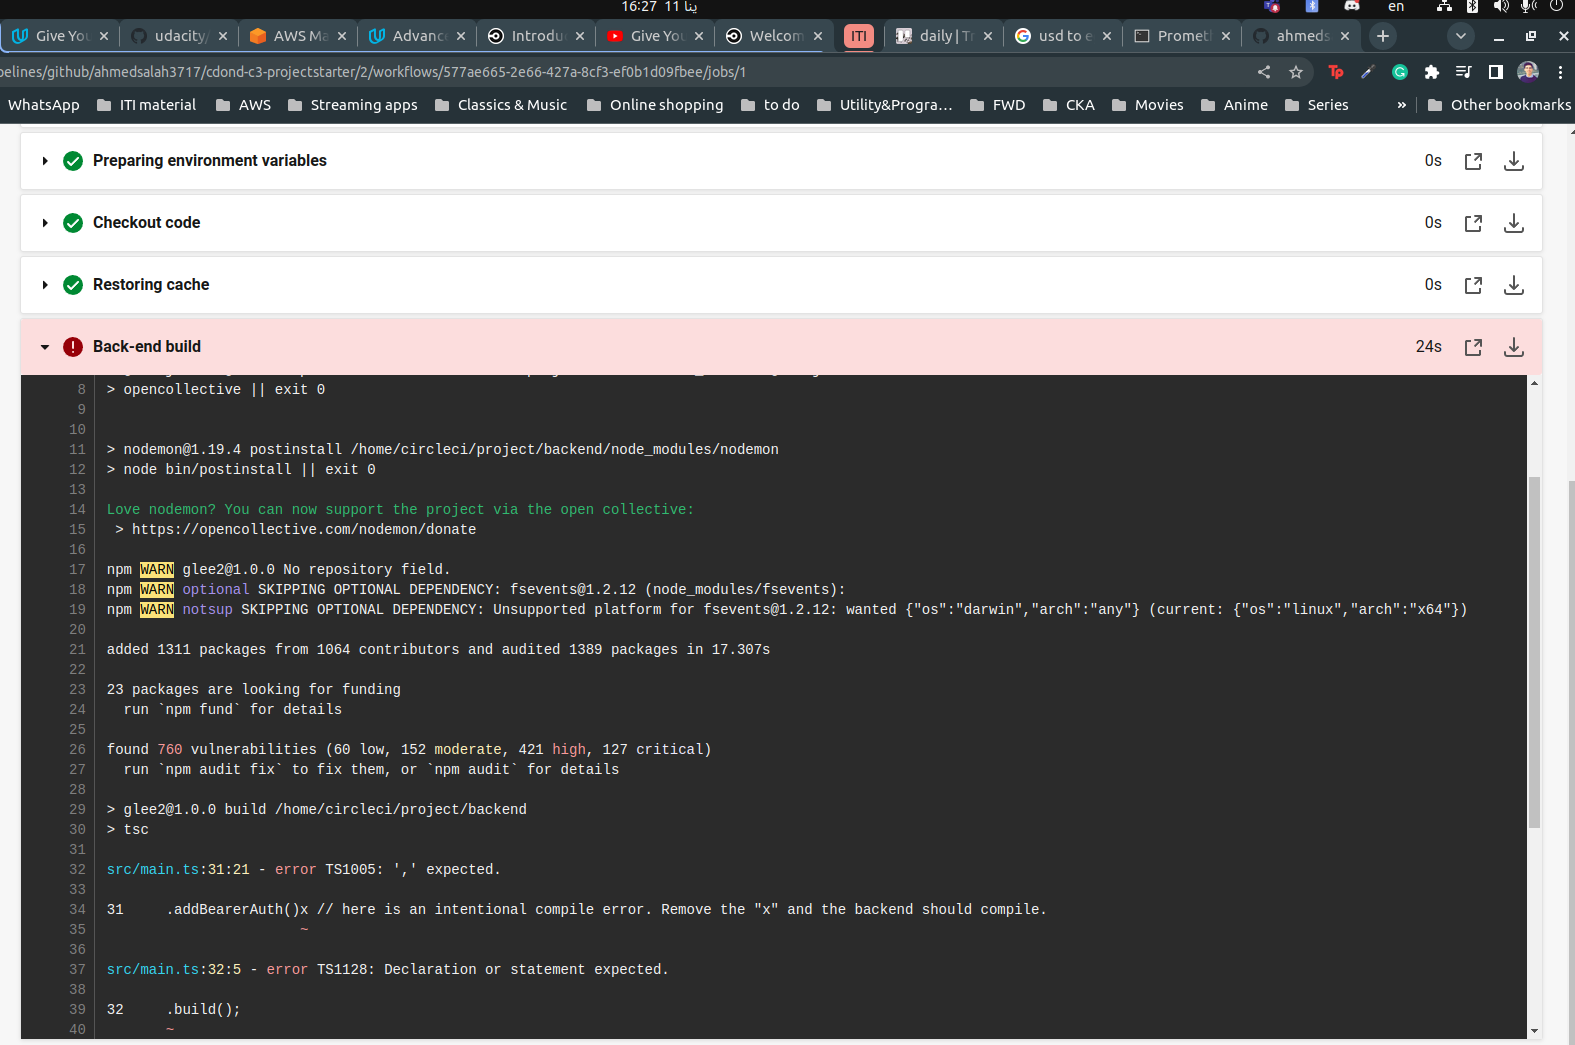 16:27 11 ينا
en
Give You
udacity/
AWS Ma
Advanc
Introdu
Give You
Welcom
ITI
daily | Tr
usd to e
Prometh
ahmeds
pelines/github/ahmedsalah3717/cdond-c3-projectstarter/2/workflows/577ae665-2e66-427a-8cf3-ef0b1d09fbee/jobs/1
WhatsApp
ITI material
AWS
Streaming apps
Classics & Music
Online shopping
to do
Utility&Progra...
FWD
CKA
Movies
Anime
Series
»
Other bookmarks
Preparing environment variables 0s
Checkout code 0s
Restoring cache 0s
Back-end build 24s
8 > opencollective || exit 0
9
10
11 > nodemon@1.19.4 postinstall /home/circleci/project/backend/node_modules/nodemon
12 > node bin/postinstall || exit 0
13
14 Love nodemon? You can now support the project via the open collective:
15 > https://opencollective.com/nodemon/donate
16
17 npm WARN glee2@1.0.0 No repository field.
18 npm WARN optional SKIPPING OPTIONAL DEPENDENCY: fsevents@1.2.12 (node_modules/fsevents):
19 npm WARN notsup SKIPPING OPTIONAL DEPENDENCY: Unsupported platform for fsevents@1.2.12: wanted {"os":"darwin","arch":"any"} (current: {"os":"linux","arch":"x64"})
20
21 added 1311 packages from 1064 contributors and audited 1389 packages in 17.307s
22
23 23 packages are looking for funding
24 run `npm fund` for details
25
26 found 760 vulnerabilities (60 low, 152 moderate, 421 high, 127 critical)
27 run `npm audit fix` to fix them, or `npm audit` for details
28
29 > glee2@1.0.0 build /home/circleci/project/backend
30 > tsc
31
32 src/main.ts:31:21 - error TS1005: ',' expected.
33
34 31 .addBearerAuth()x // here is an intentional compile error. Remove the "x" and the backend should compile.
35 ~
36
37 src/main.ts:32:5 - error TS1128: Declaration or statement expected.
38
39 32 .build();
40 ~